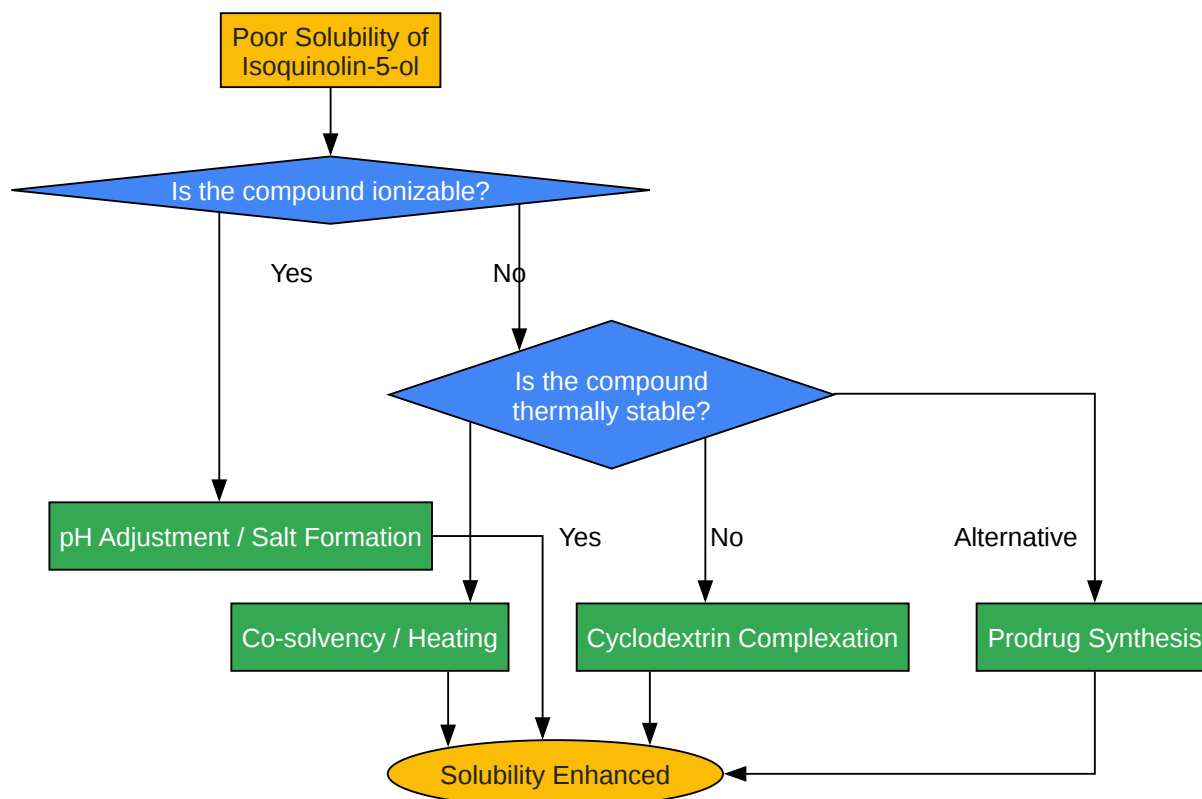 Poor Solubility of
Isoquinolin-5-ol
Is the compound ionizable?
Yes
No
Is the compound
thermally stable?
pH Adjustment / Salt Formation
Yes
No
Alternative
Co-solvency / Heating
Cyclodextrin Complexation
Prodrug Synthesis
Solubility Enhanced